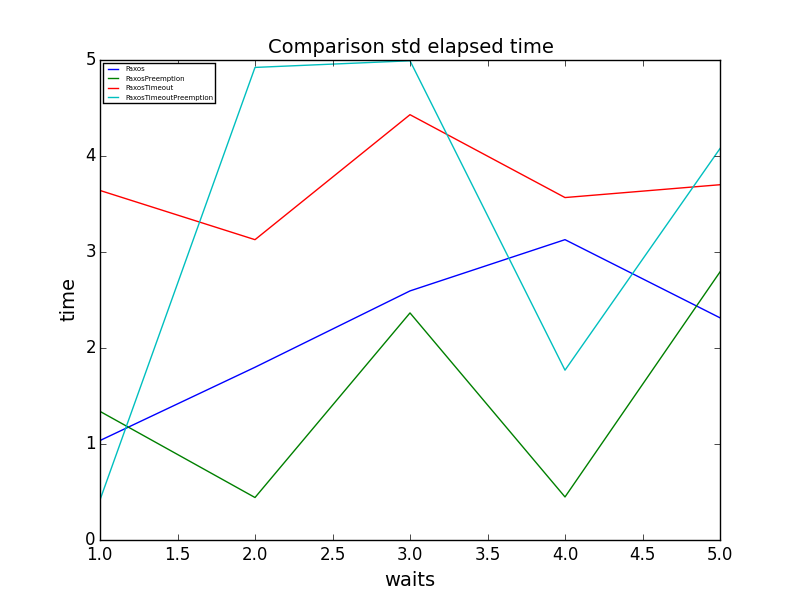 Comparison std elapsed time
Paxos
PaxosPreemption
PaxosTimeout
PaxosTimeoutPreemption
5
4
3
2
1
0
time
1.0 1.5 2.0 2.5 3.0 3.5 4.0 4.5 5.0
waits